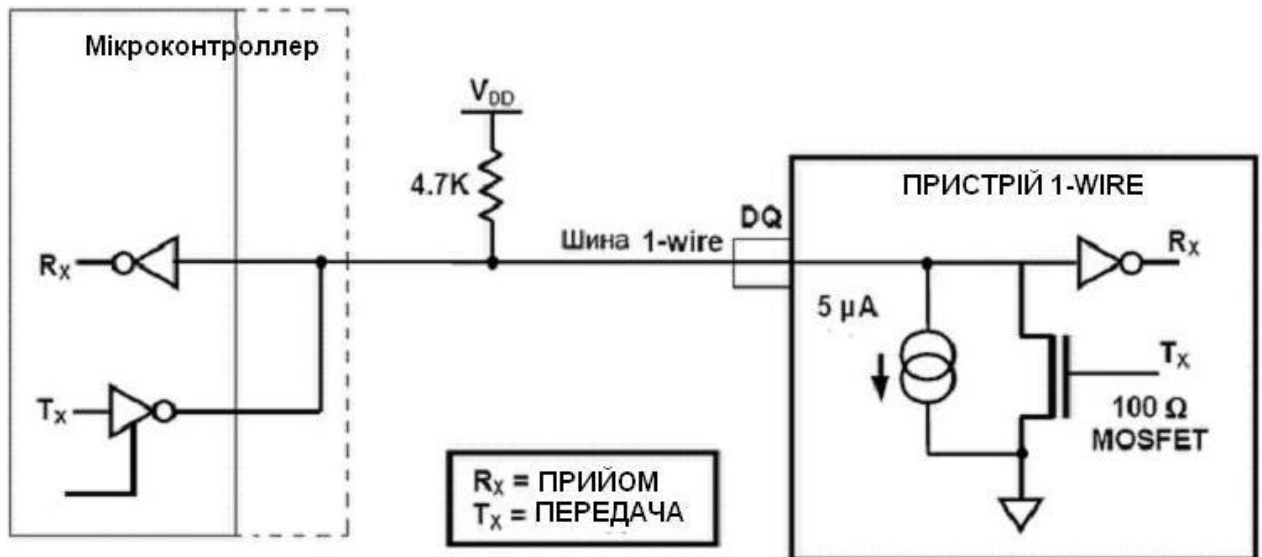 Мікроконтроллер
VDD
4.7K
ПРИСТРІЙ 1-WIRE
DQ
Шина 1-wire
RX
RX
5 µA
TX
TX
100 Ω
MOSFET
RX = ПРИЙОМ
TX = ПЕРЕДАЧА